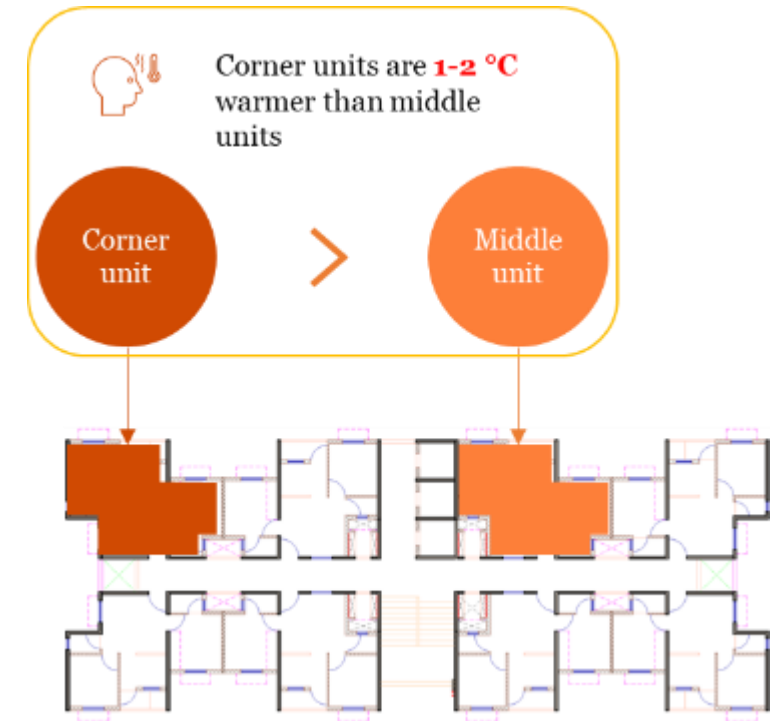 Corner units are 1-2 °C
warmer than middle
units
Corner
unit
>
Middle
unit